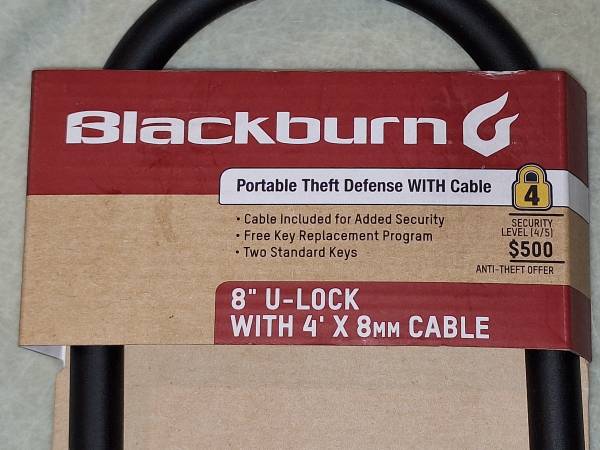 Blackburn
Portable Theft Defense WITH Cable
4
• Cable Included for Added Security
• Free Key Replacement Program
• Two Standard Keys
SECURITY
LEVEL (4/5)
$500
ANTI-THEFT OFFER
8" U-LOCK
WITH 4' X 8MM CABLE